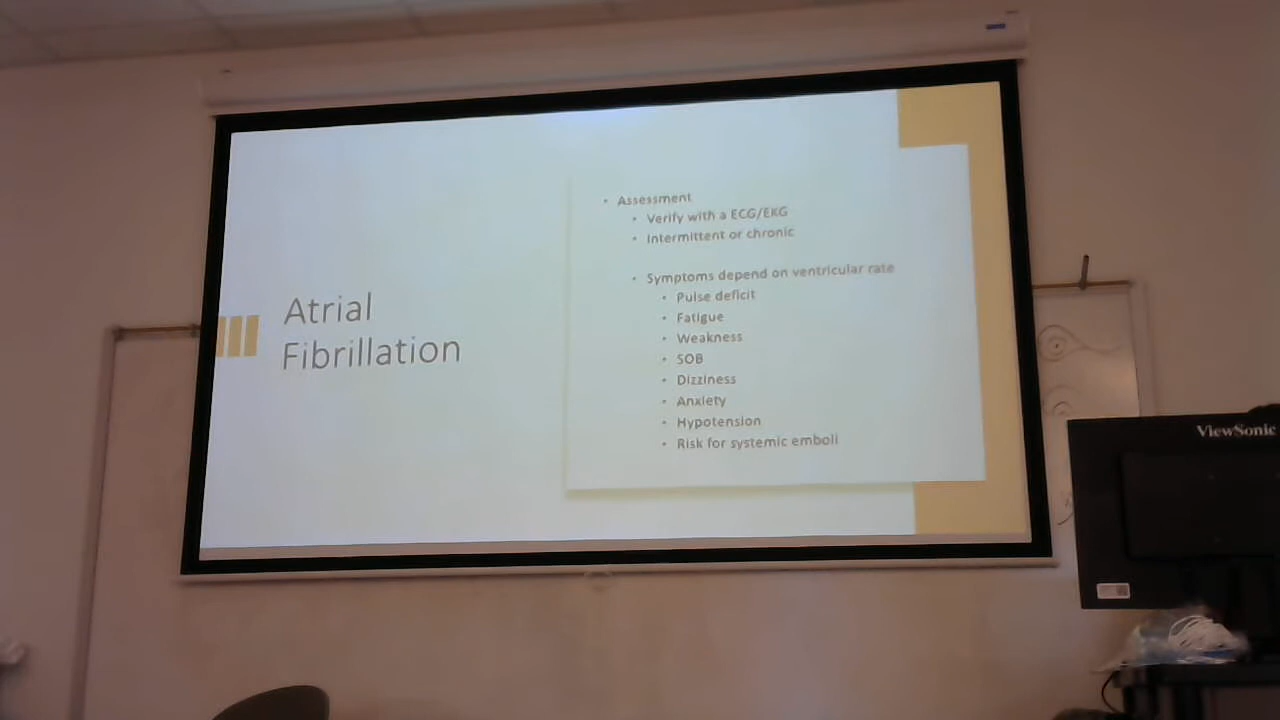 Atrial
Fibrillation
• Assessment
• Verify with a ECG/EKG
• Intermittent or chronic
• Symptoms depend on ventricular rate
• Pulse deficit
• Fatigue
• Weakness
• SOB
• Dizziness
• Anxiety
• Hypotension
• Risk for systemic emboli
ViewSonic